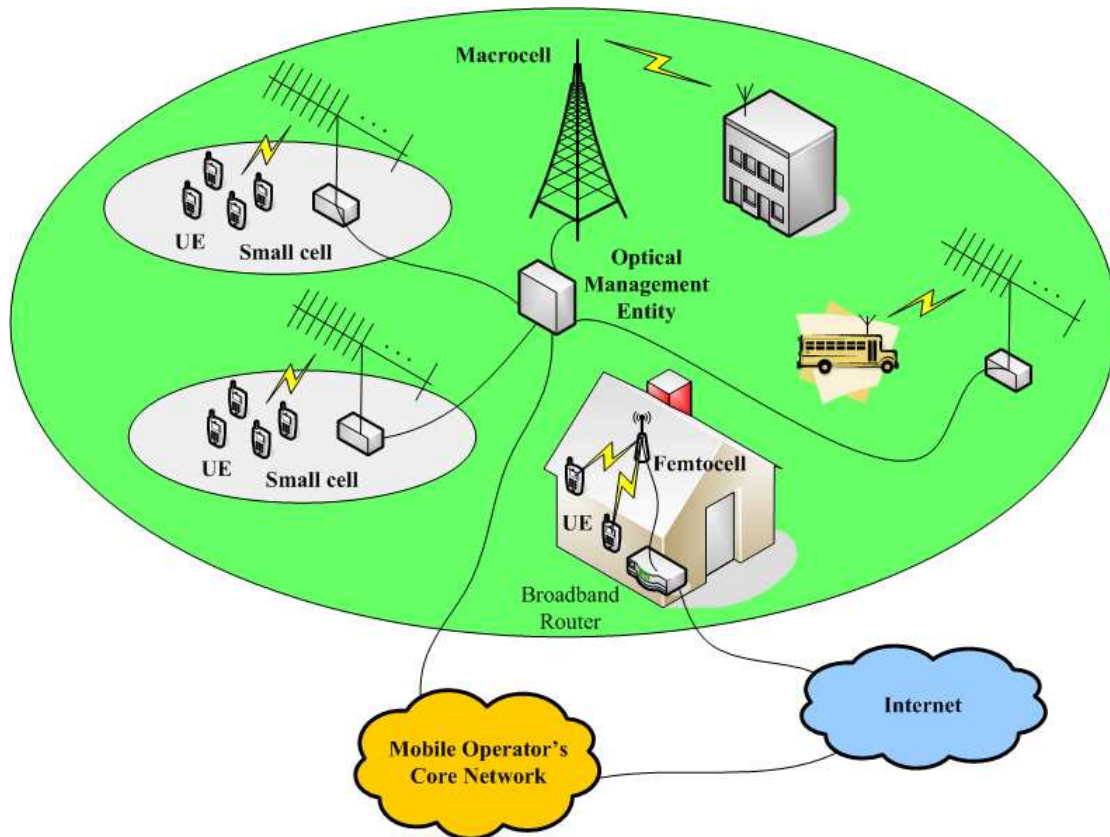 Macrocell
UE
Small cell
Optical
Management
Entity
UE
Small cell
Femtocell
UE
Broadband
Router
Internet
Mobile Operator's
Core Network